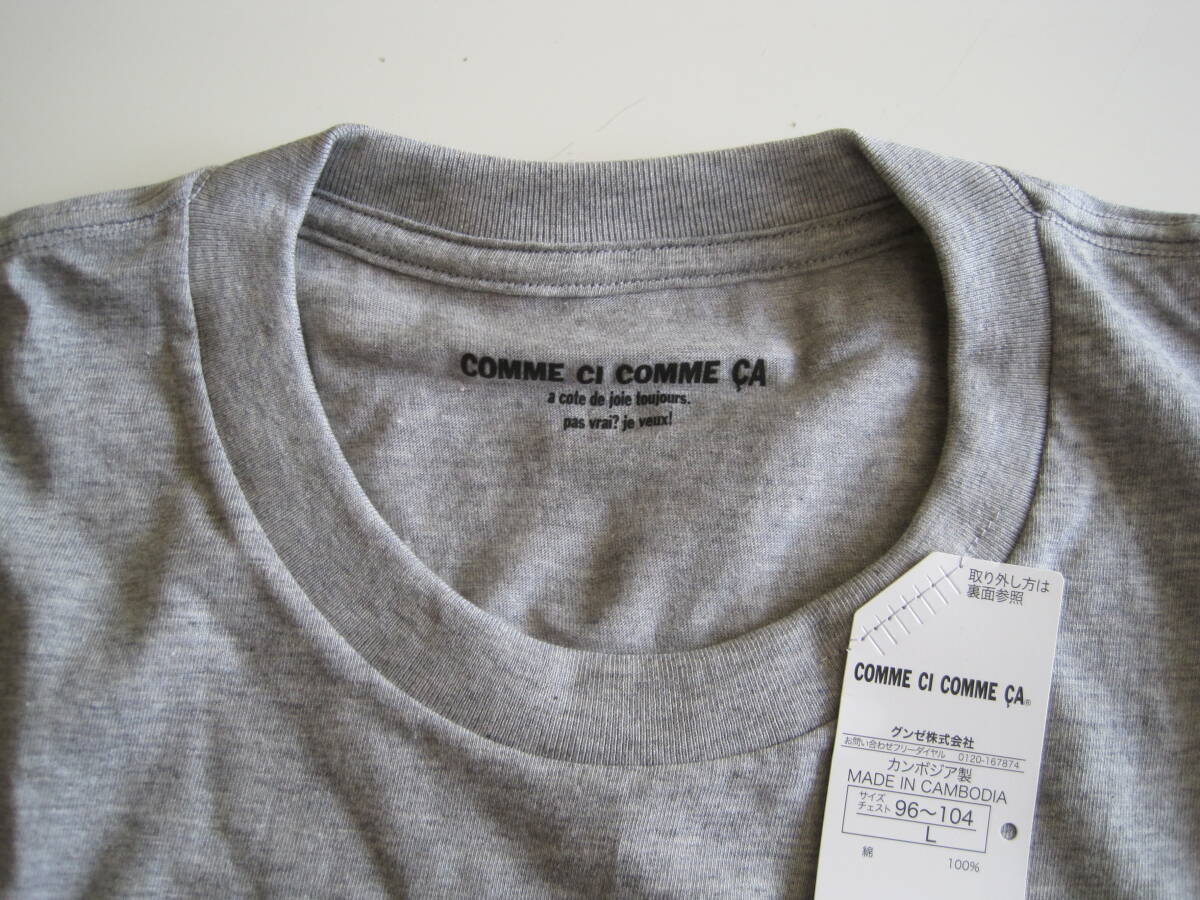 COMME CI COMME ÇA
a cote de joie toujours.
pas vrai? je veux!
取り外し方は
裏面参照
COMME CI COMME ÇA®
グンゼ株式会社
お問い合わせフリーダイヤル 0120-167874
カンボジア製
MADE IN CAMBODIA
サイズ
チェスト 96〜104
L
綿 100%